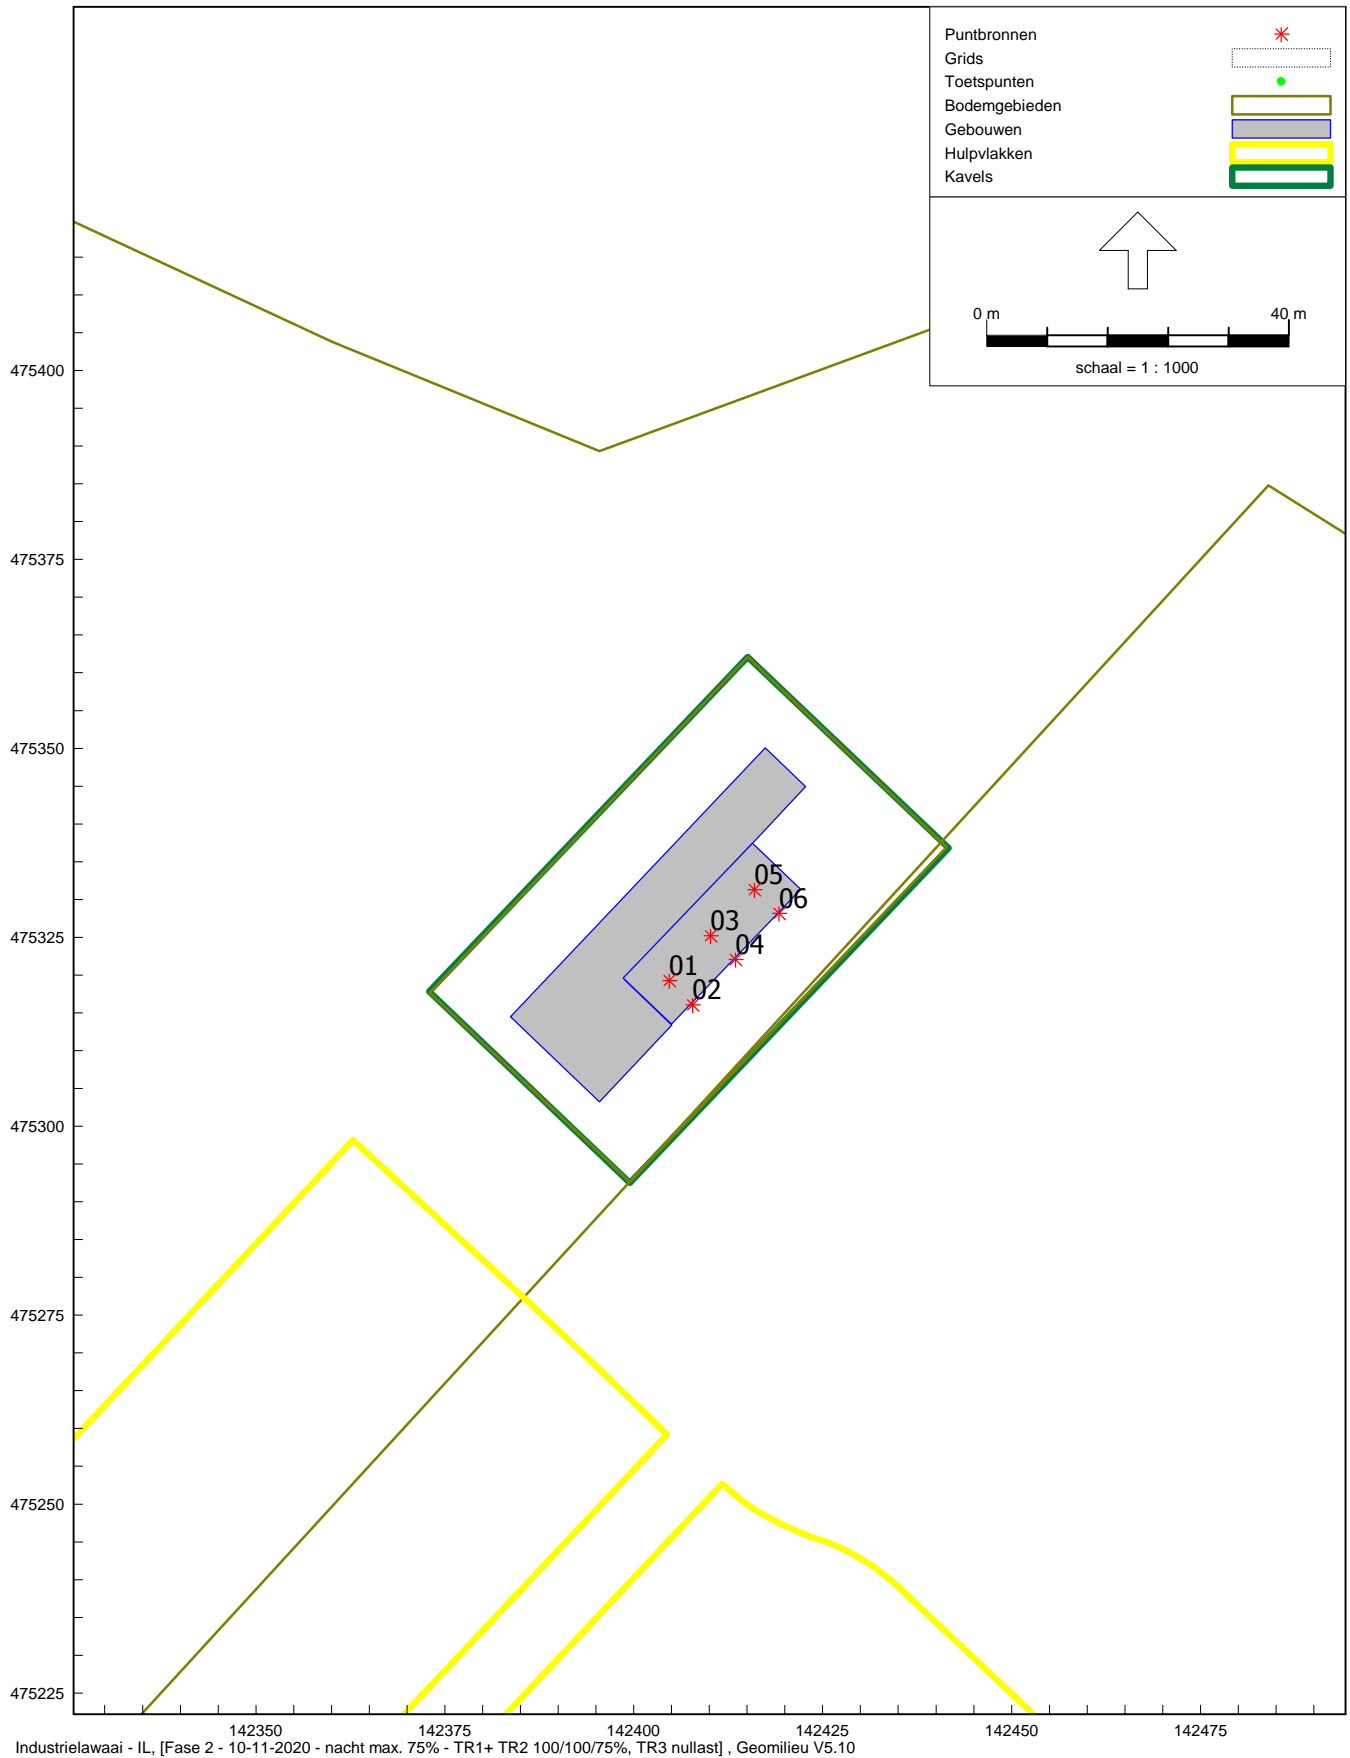 Puntbronnen
Grids
Toetspunten
Bodemgebieden
Gebouwen
Hulpvlakken
Kavels
0 m 40 m
schaal = 1 : 1000
475400
475375
475350
475325
475300
475275
475250
475225
05
06
03
04
01
02
142350 142375 142400 142425 142450 142475
Industrielawaai - IL, [Fase 2 - 10-11-2020 - nacht max. 75% - TR1+ TR2 100/100/75%, TR3 nullast] , Geomilieu V5.10